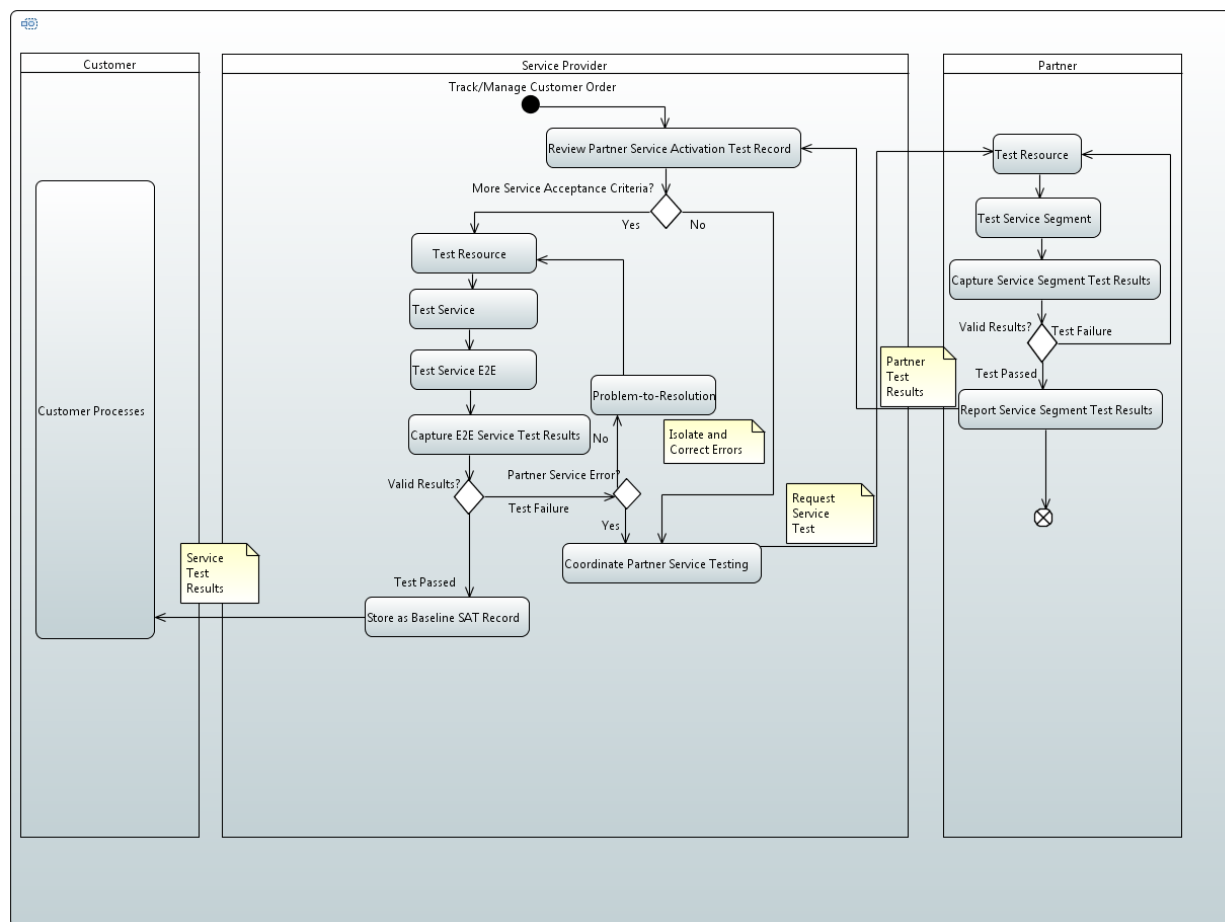 Customer
Service Provider
Partner
Track/Manage Customer Order
Review Partner Service Activation Test Record
More Service Acceptance Criteria?
Yes
No
Test Resource
Test Service
Test Service E2E
Capture E2E Service Test Results
Valid Results?
Test Failure
Test Passed
Store as Baseline SAT Record
Problem-to-Resolution
No
Partner Service Error?
Yes
Isolate and
Correct Errors
Coordinate Partner Service Testing
Request
Service
Test
Customer Processes
Service
Test
Results
Test Resource
Test Service Segment
Capture Service Segment Test Results
Valid Results?
Test Failure
Test Passed
Partner
Test
Results
Report Service Segment Test Results